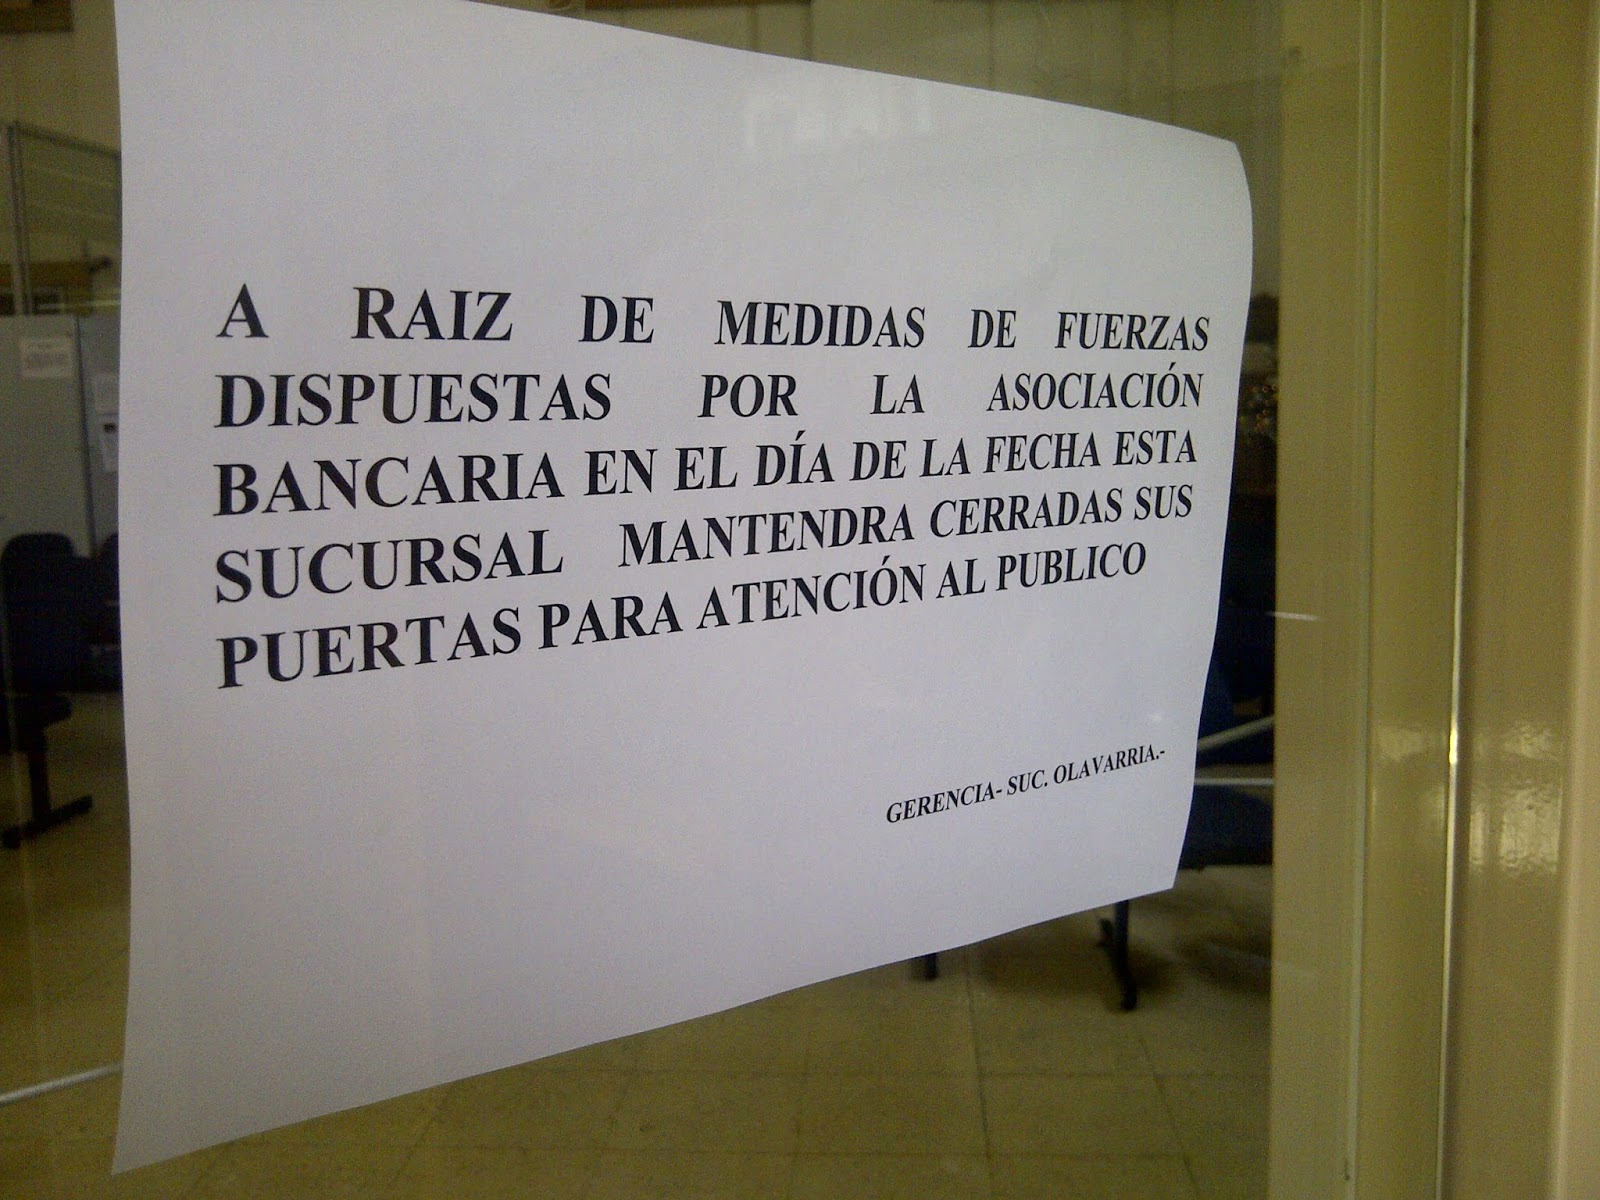 A RAIZ DE MEDIDAS DE FUERZAS
DISPUESTAS POR LA ASOCIACIÓN
BANCARIA EN EL DÍA DE LA FECHA ESTA
SUCURSAL MANTENDRA CERRADAS SUS
PUERTAS PARA ATENCIÓN AL PUBLICO
GERENCIA- SUC. OLAVARRIA.-